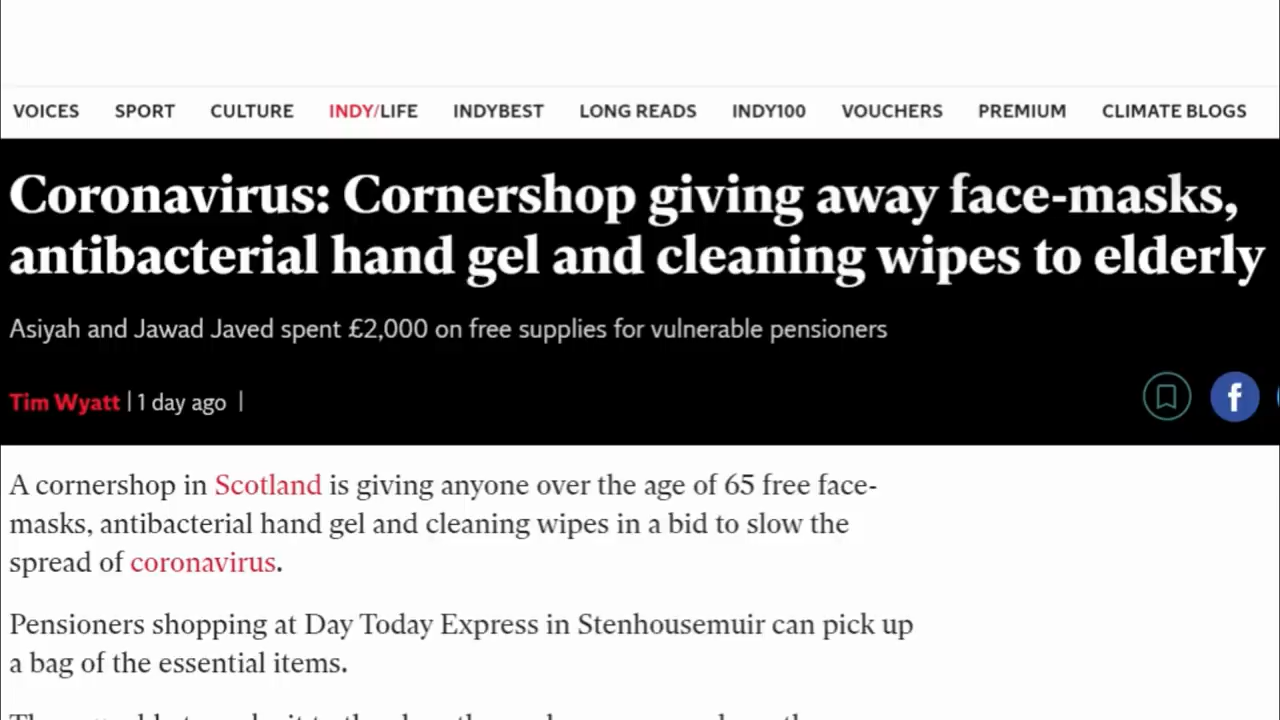 VOICES SPORT CULTURE INDY/LIFE INDYBEST LONG READS INDY100 VOUCHERS PREMIUM CLIMATE BLOGS
Coronavirus: Cornershop giving away face-masks,
antibacterial hand gel and cleaning wipes to elderly
Asiyah and Jawad Javed spent £2,000 on free supplies for vulnerable pensioners
Tim Wyatt | 1 day ago |
f
A cornershop in Scotland is giving anyone over the age of 65 free face-
masks, antibacterial hand gel and cleaning wipes in a bid to slow the
spread of coronavirus.
Pensioners shopping at Day Today Express in Stenhousemuir can pick up
a bag of the essential items.